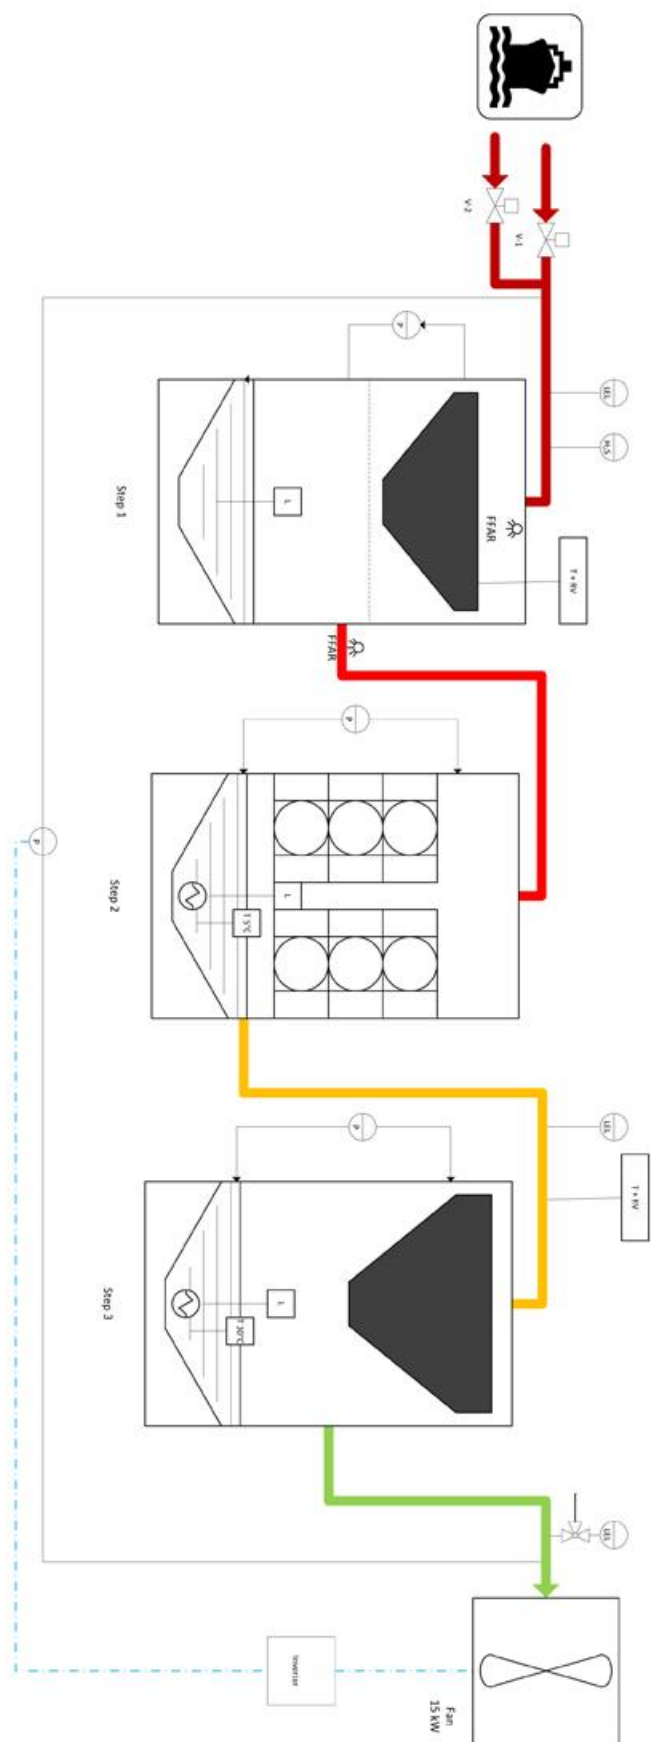 V-2
V-1
P
LEL
H₂S
FFAR
T + RV
L
Step 1
FFAR
P
L
T 5°C
Step 2
P
LEL
T + RV
P
L
T 30°C
Step 3
LEL
Inverter
Fan
15 kW